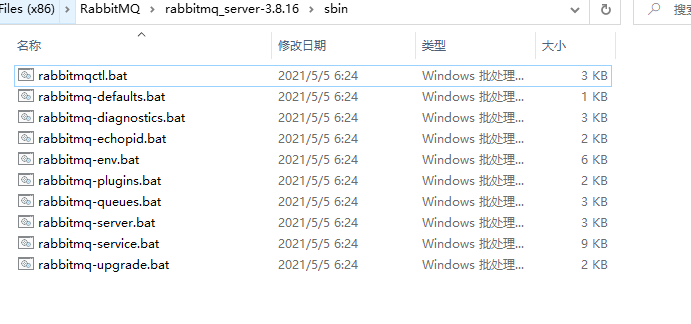 Files (x86) > RabbitMQ > rabbitmq_server-3.8.16 > sbin 搜索
名称 修改日期 类型 大小
rabbitmqctl.bat 2021/5/5 6:24 Windows 批处理... 3 KB
rabbitmq-defaults.bat 2021/5/5 6:24 Windows 批处理... 1 KB
rabbitmq-diagnostics.bat 2021/5/5 6:24 Windows 批处理... 3 KB
rabbitmq-echopid.bat 2021/5/5 6:24 Windows 批处理... 2 KB
rabbitmq-env.bat 2021/5/5 6:24 Windows 批处理... 6 KB
rabbitmq-plugins.bat 2021/5/5 6:24 Windows 批处理... 2 KB
rabbitmq-queues.bat 2021/5/5 6:24 Windows 批处理... 3 KB
rabbitmq-server.bat 2021/5/5 6:24 Windows 批处理... 3 KB
rabbitmq-service.bat 2021/5/5 6:24 Windows 批处理... 9 KB
rabbitmq-upgrade.bat 2021/5/5 6:24 Windows 批处理... 2 KB